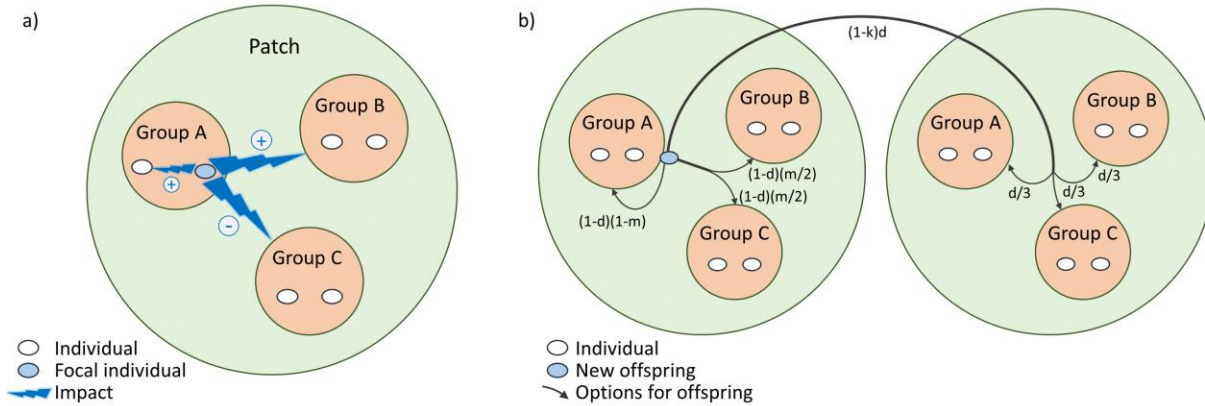 a)
Patch
Group B
Group A
+
+
-
Group C
Individual
Focal individual
Impact
b)
(1-k)d
Group B
Group A
(1-d)(m/2)
(1-d)(m/2)
(1-d)(1-m)
Group C
Group B
Group A
d/3
d/3
d/3
Group C
Individual
New offspring
Options for offspring